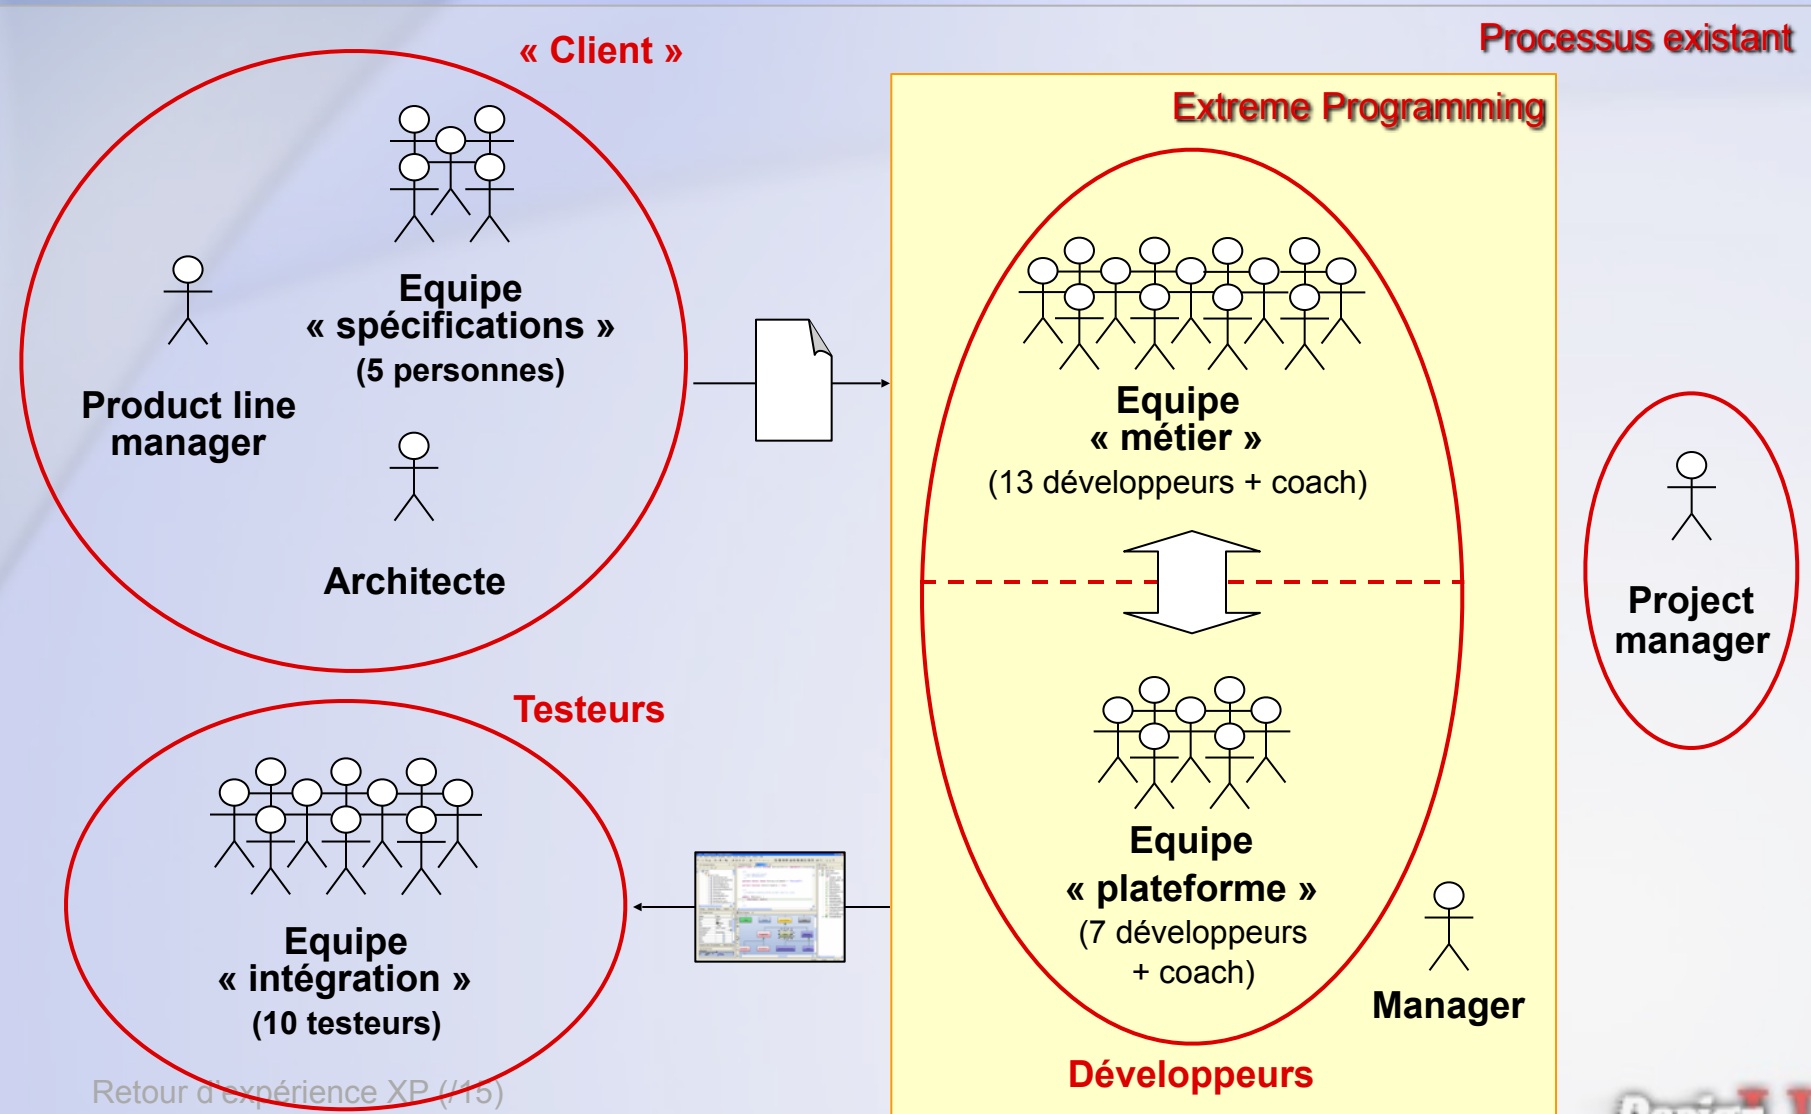 Processus existant
« Client »
Extreme Programming
Equipe
« spécifications »
(5 personnes)
Product line
manager
Architecte
Equipe
« métier »
(13 développeurs + coach)
Project
manager
Testeurs
Equipe
« intégration »
(10 testeurs)
Equipe
« plateforme »
(7 développeurs
+ coach)
Manager
Développeurs
Retour d'expérience XP (/15)